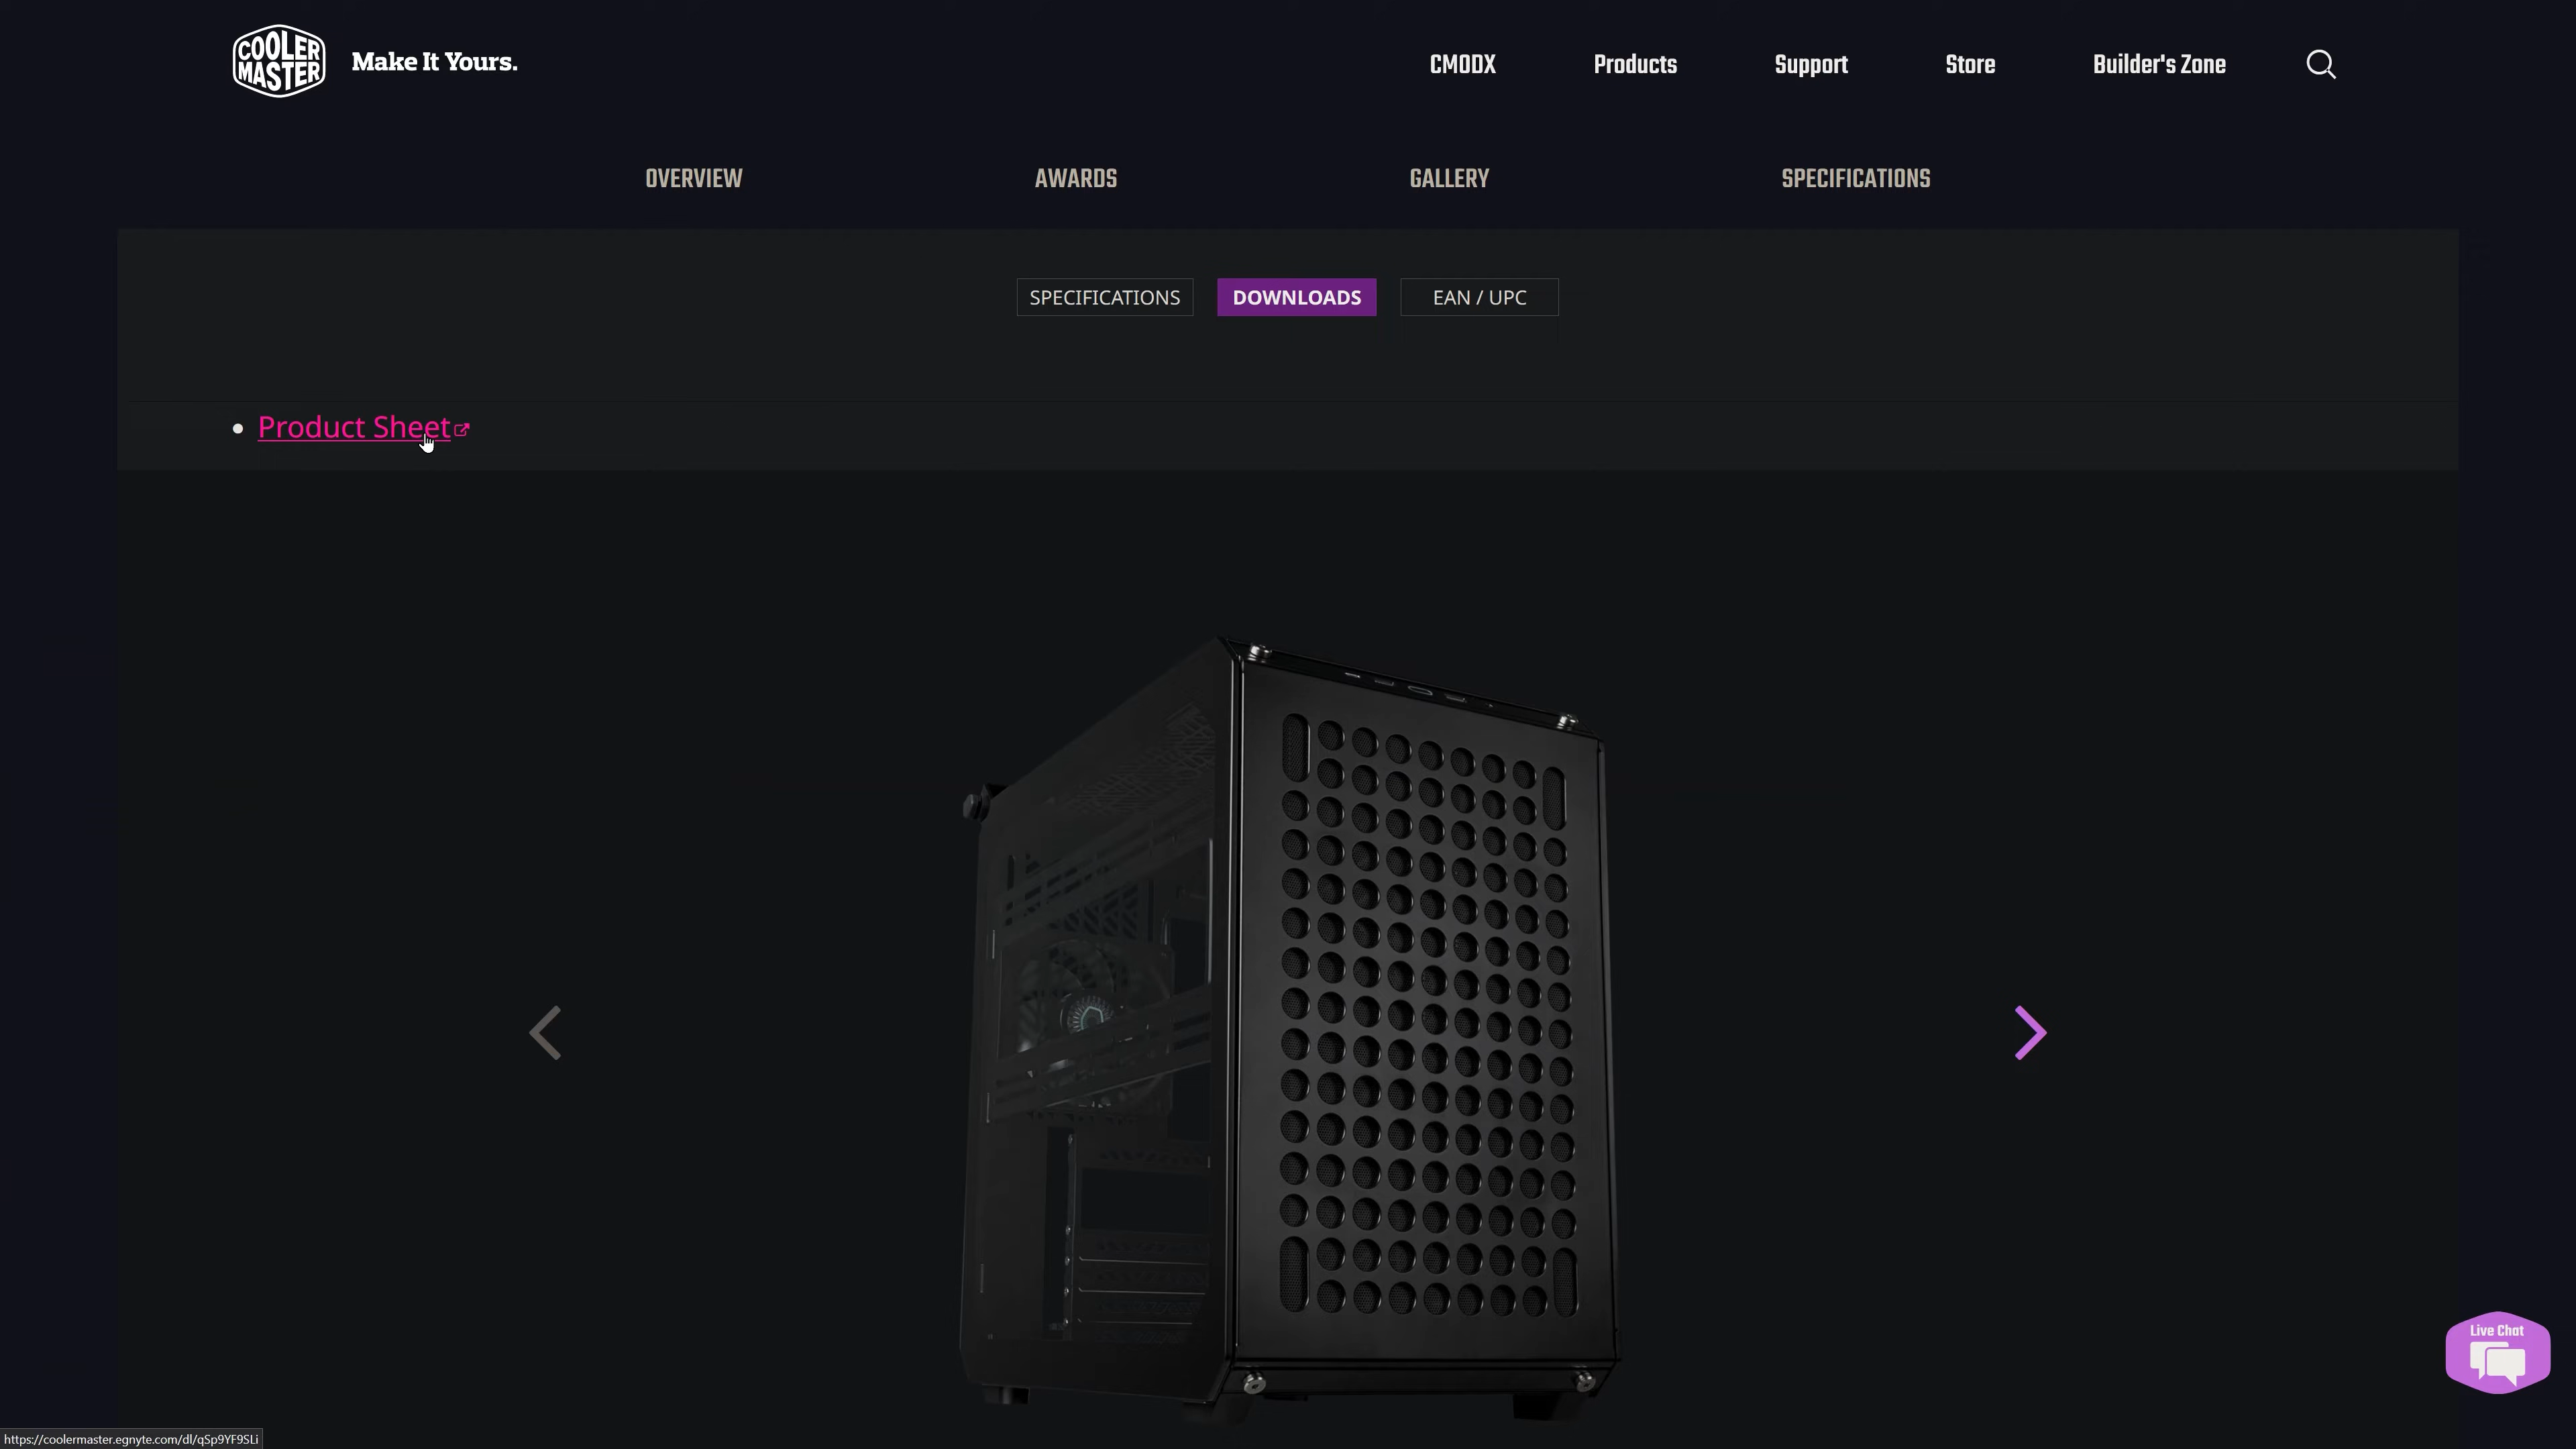 COOLER
MASTER
Make It Yours.
CMODX
Products
Support
Store
Builder's Zone
OVERVIEW
AWARDS
GALLERY
SPECIFICATIONS
SPECIFICATIONS
DOWNLOADS
EAN / UPC
Product Sheet
Live Chat
https://coolermaster.egnyte.com/dl/qSp9YF9SLi